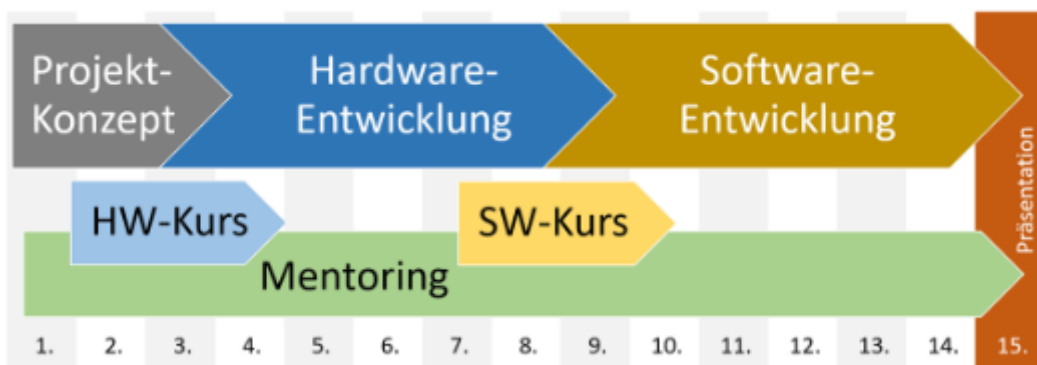 Projekt-
Konzept
Hardware-
Entwicklung
Software-
Entwicklung
HW-Kurs
SW-Kurs
Mentoring
Präsentation
1. 2. 3. 4. 5. 6. 7. 8. 9. 10. 11. 12. 13. 14. 15.